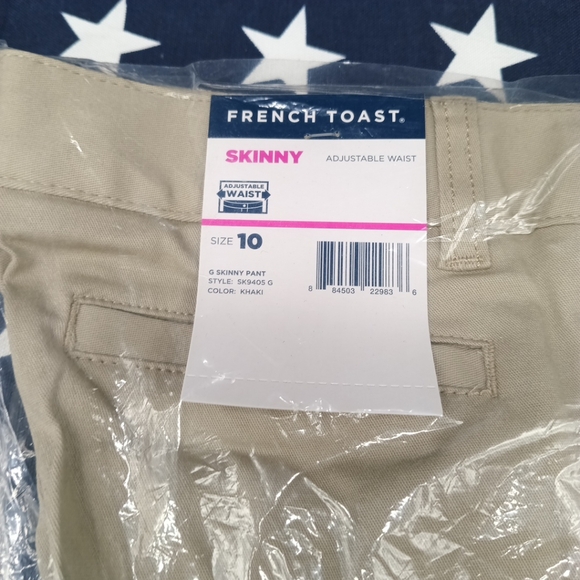 FRENCH TOAST®
SKINNY ADJUSTABLE WAIST
ADJUSTABLE
WAIST
SIZE 10
G SKINNY PANT
STYLE: SK9405 G
COLOR: KHAKI
8 84503 22983 6